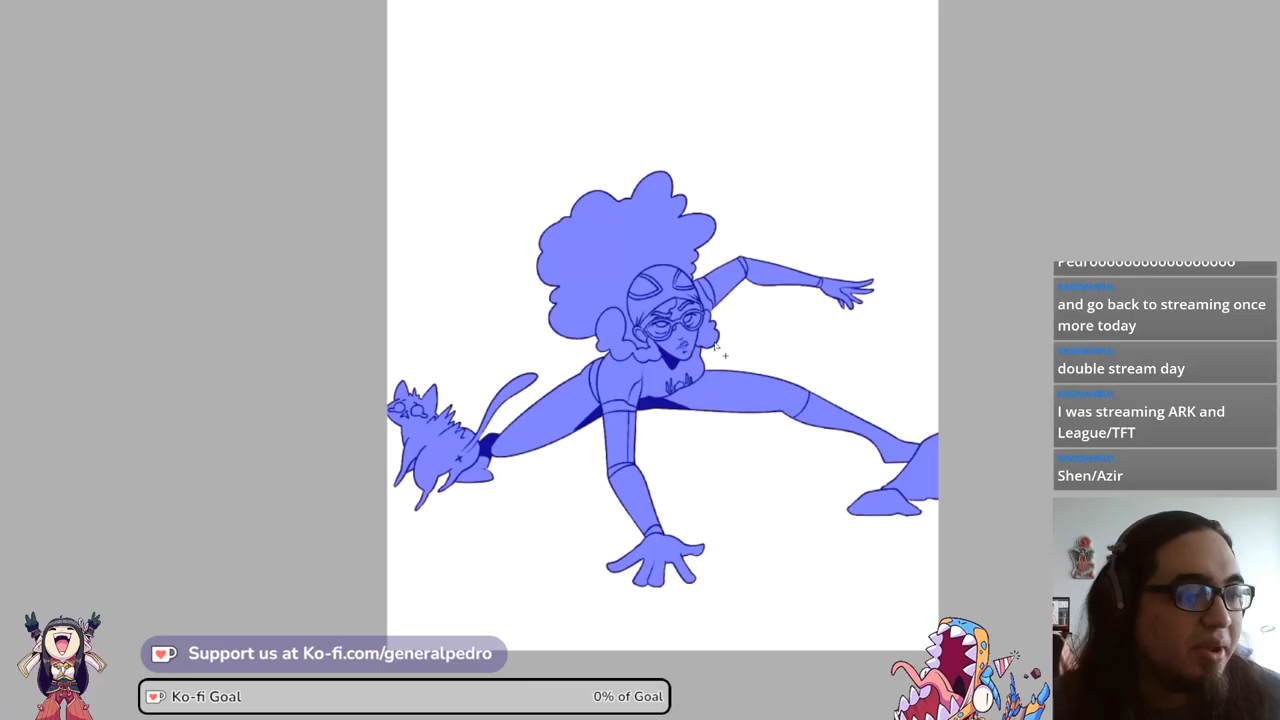 and go back to streaming once
more today
double stream day
I was streaming ARK and
League/TFT
Shen/Azir
Support us at Ko-fi.com/generalpedro
Ko-fi Goal
0% of Goal